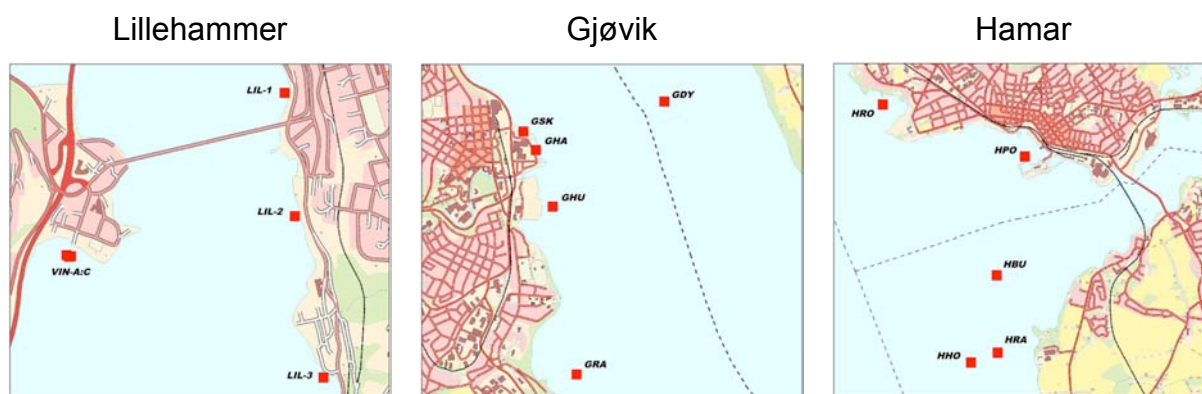 Lillehammer
Gjøvik
Hamar
LIL-1
LIL-2
VIN-A:C
LIL-3
GDY
GSK
GHA
GHU
GRA
HRO
HPO
HBU
HRA
HHO